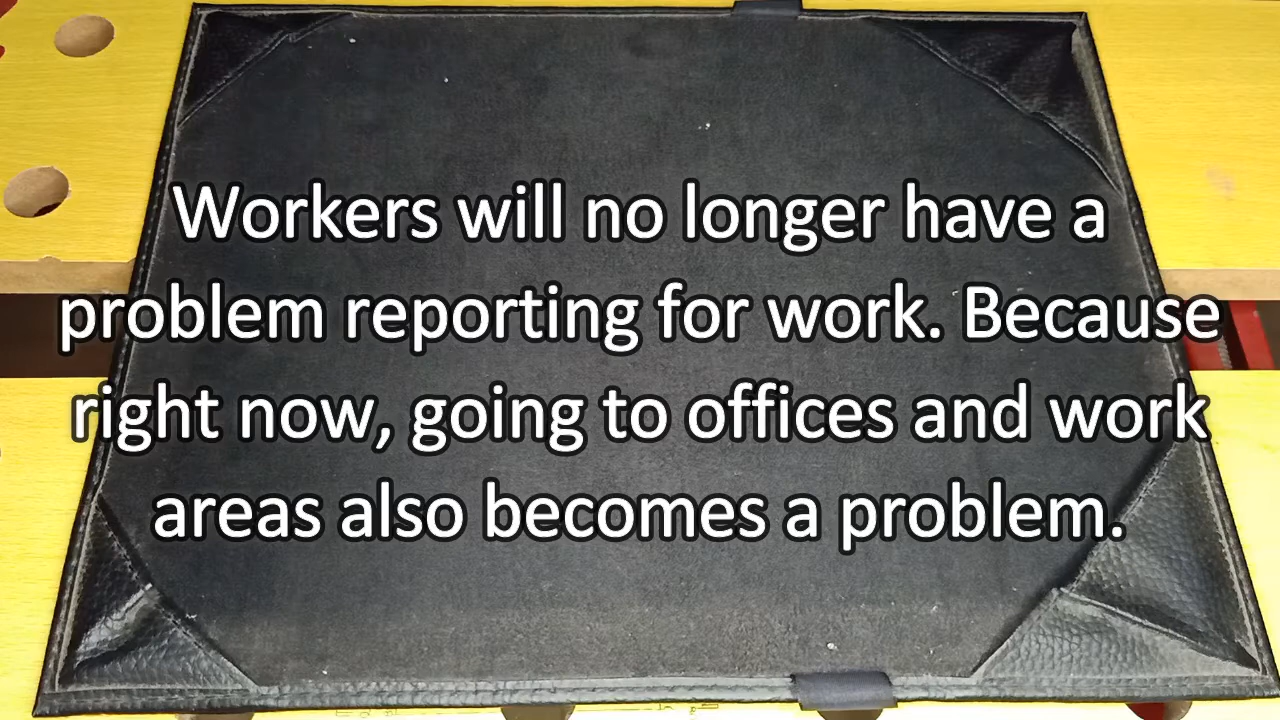 Workers will no longer have a
problem reporting for work. Because
right now, going to offices and work
areas also becomes a problem.